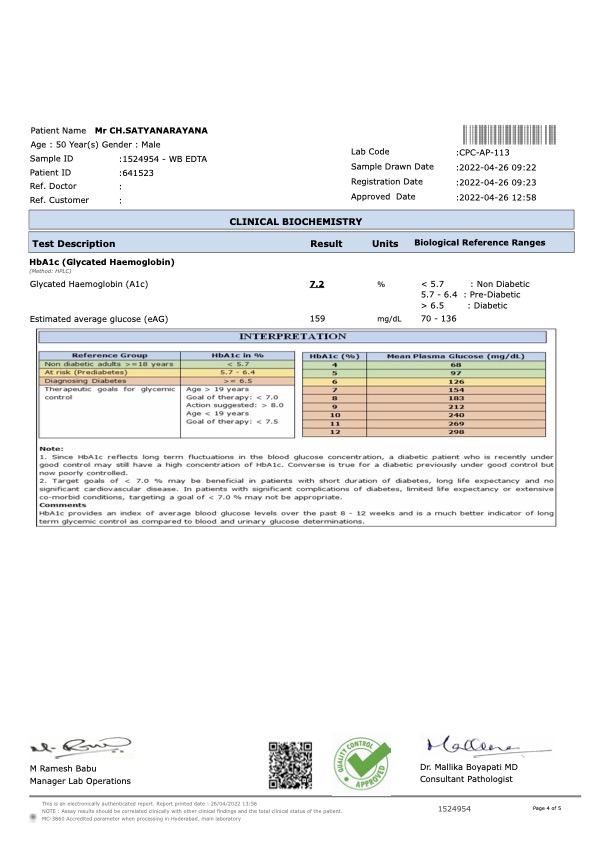 Patient Name Mr CH.SATYANARAYANA
Age : 50 Year(s) Gender : Male
Sample ID :1524954 - WB EDTA
Patient ID :641523
Ref. Doctor :
Ref. Customer :
Lab Code :CPC-AP-113
Sample Drawn Date :2022-04-26 09:22
Registration Date :2022-04-26 09:23
Approved Date :2022-04-26 12:58
CLINICAL BIOCHEMISTRY
Test Description Result Units Biological Reference Ranges
HbA1c (Glycated Haemoglobin)
(Method: HPLC)
Glycated Haemoglobin (A1c) 7.2 % < 5.7 : Non Diabetic
5.7 - 6.4 : Pre-Diabetic
> 6.5 : Diabetic
Estimated average glucose (eAG) 159 mg/dL 70 - 136
INTERPRETATION
Reference Group HbA1c in %
Non diabetic adults >=18 years < 5.7
At risk (Prediabetes) 5.7 - 6.4
Diagnosing Diabetes >= 6.5
Therapeutic goals for glycemic control Age > 19 years
Goal of therapy: < 7.0
Action suggested: > 8.0
Age < 19 years
Goal of therapy: < 7.5
HbA1c (%) Mean Plasma Glucose (mg/dL)
4 68
5 97
6 126
7 154
8 183
9 212
10 240
11 269
12 298
Note:
1. Since HbA1c reflects long term fluctuations in the blood glucose concentration, a diabetic patient who is recently under
good control may still have a high concentration of HbA1c. Converse is true for a diabetic previously under good control but
now poorly controlled.
2. Target goals of < 7.0 % may be beneficial in patients with short duration of diabetes, long life expectancy and no
significant cardiovascular disease. In patients with significant complications of diabetes, limited life expectancy or extensive
co-morbid conditions, targeting a goal of < 7.0 % may not be appropriate.
Comments
HbA1c provides an index of average blood glucose levels over the past 8 - 12 weeks and is a much better indicator of long
term glycemic control as compared to blood and urinary glucose determinations.
QUALITY CONTROL
APPROVED
M Ramesh Babu
Manager Lab Operations
Dr. Mallika Boyapati MD
Consultant Pathologist
This is an electronically authenticated report. Report printed date : 26/04/2022 13:58
NOTE : Assay results should be correlated clinically with other clinical findings and the total clinical status of the patient.
MC-3860 Accredited parameter when processing in Hyderabad, main laboratory
1524954
Page 4 of 5